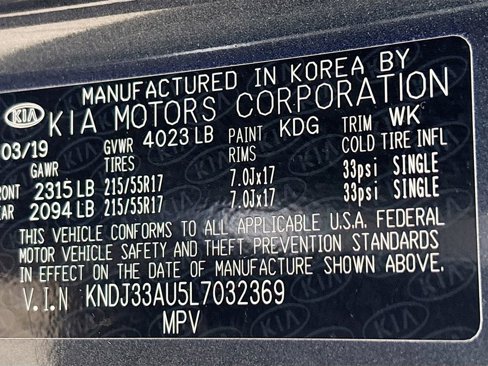 MANUFACTURED IN KOREA BY
KIA KIA MOTORS CORPORATION
03/19 GVWR 4023 LB PAINT KDG TRIM WK
GAWR TIRES RIMS COLD TIRE INFL
RONT 2315 LB 215/55R17 7.0Jx17 33psi SINGLE
EAR 2094 LB 215/55R17 7.0Jx17 33psi SINGLE
THIS VEHICLE CONFORMS TO ALL APPLICABLE U.S.A. FEDERAL
MOTOR VEHICLE SAFETY AND THEFT PREVENTION STANDARDS
IN EFFECT ON THE DATE OF MANUFACTURE SHOWN ABOVE.
V.I.N KNDJ33AU5L7032369
MPV